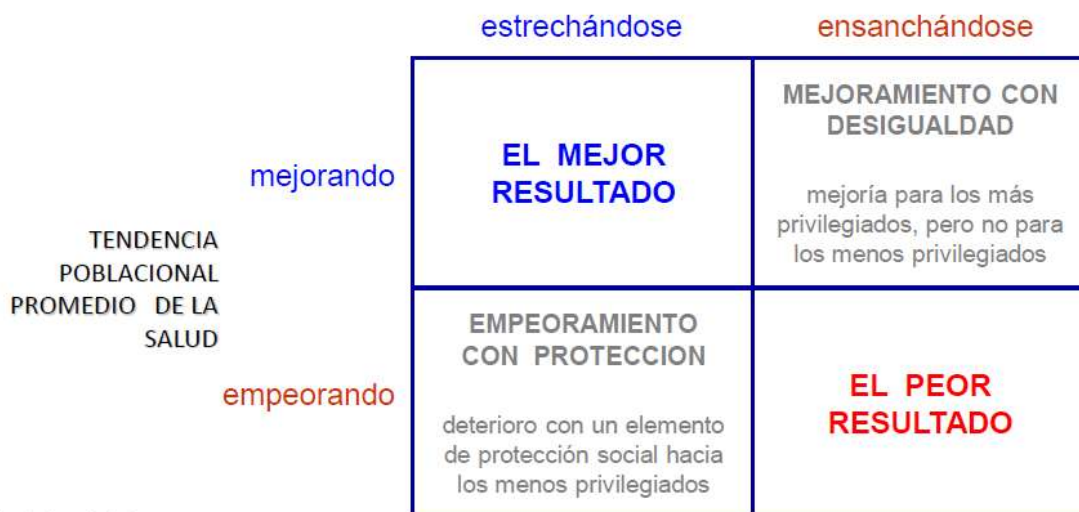 estrechándose
ensanchándose
mejorando
EL MEJOR
RESULTADO
MEJORAMIENTO CON
DESIGUALDAD
mejoría para los más
privilegiados, pero no para
los menos privilegiados
TENDENCIA
POBLACIONAL
PROMEDIO DE LA
SALUD
empeorando
EMPEORAMIENTO
CON PROTECCION
deterioro con un elemento
de protección social hacia
los menos privilegiados
EL PEOR
RESULTADO